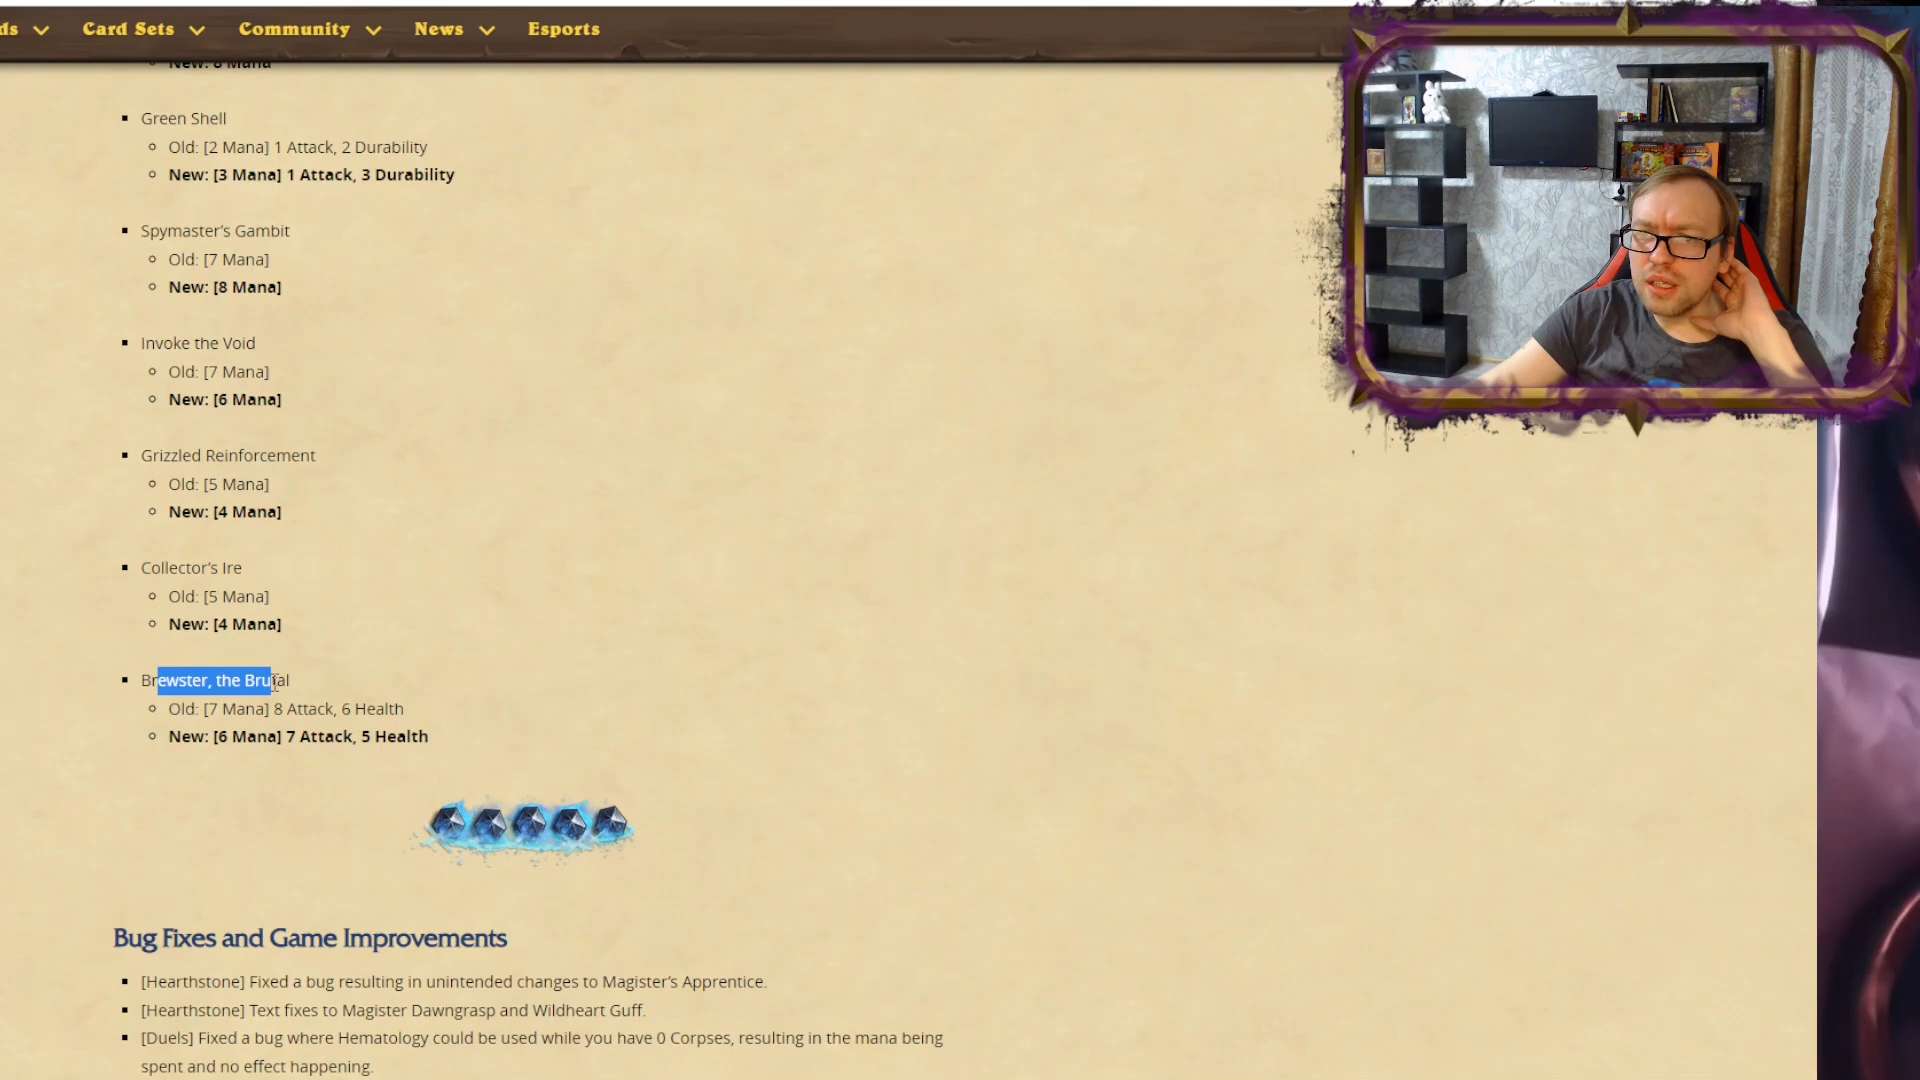 ds Card Sets Community News Esports
New: 8 Mana
Green Shell
Old: [2 Mana] 1 Attack, 2 Durability
New: [3 Mana] 1 Attack, 3 Durability
Spymaster’s Gambit
Old: [7 Mana]
New: [8 Mana]
Invoke the Void
Old: [7 Mana]
New: [6 Mana]
Grizzled Reinforcement
Old: [5 Mana]
New: [4 Mana]
Collector’s Ire
Old: [5 Mana]
New: [4 Mana]
Brewster, the Brutal
Old: [7 Mana] 8 Attack, 6 Health
New: [6 Mana] 7 Attack, 5 Health
Bug Fixes and Game Improvements
[Hearthstone] Fixed a bug resulting in unintended changes to Magister’s Apprentice.
[Hearthstone] Text fixes to Magister Dawngrasp and Wildheart Guff.
[Duels] Fixed a bug where Hematology could be used while you have 0 Corpses, resulting in the mana being
spent and no effect happening.